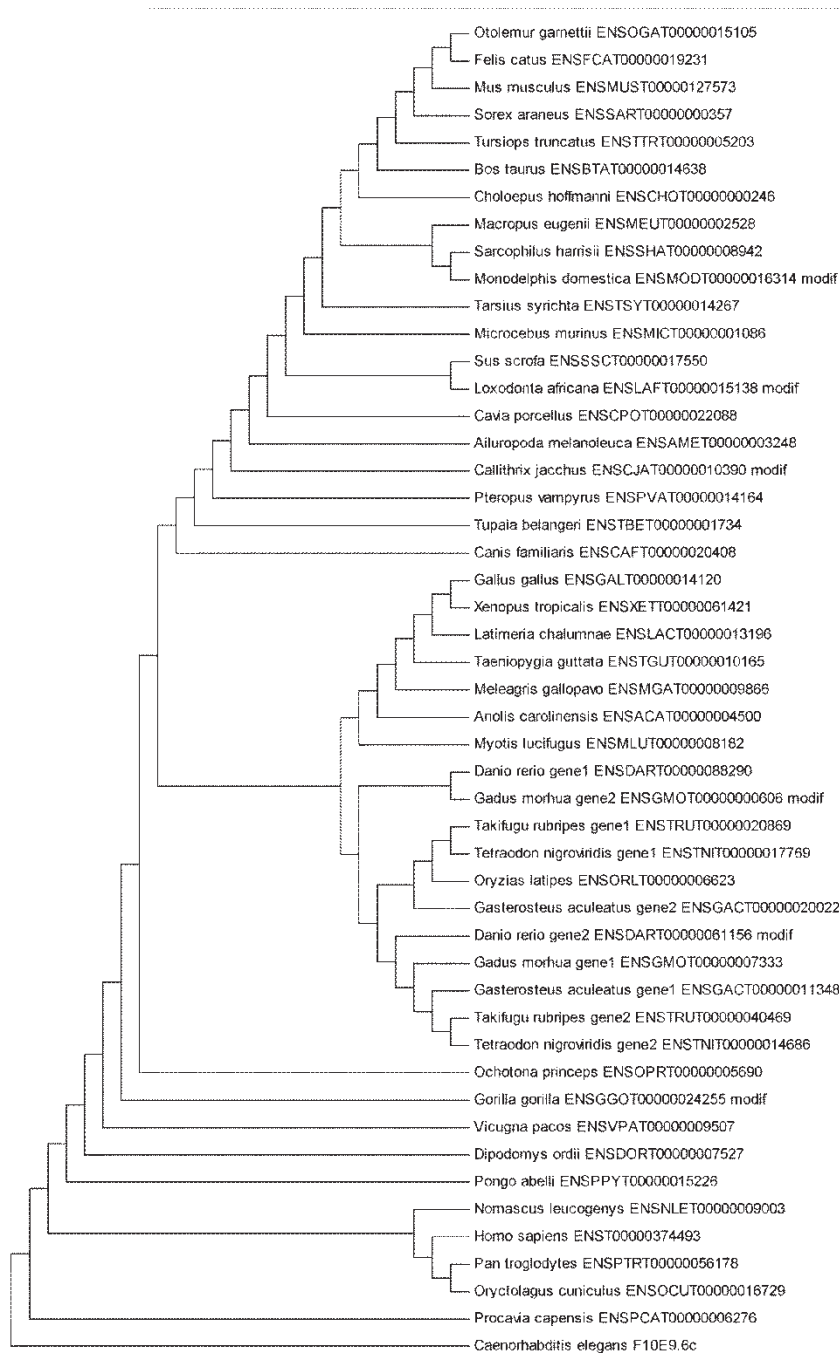 Otolemur garnettii ENSOGAT00000015105
Felis catus ENSFCAT00000019231
Mus musculus ENSMUST00000127573
Sorex araneus ENSSART00000000357
Tursiops truncatus ENSTTRT00000005203
Bos taurus ENSBTAT00000014638
Choloepus hoffmanni ENSCHOT00000000246
Macropus eugenii ENSMEUT00000002528
Sarcophilus harrisii ENSSHAT00000008942
Monodelphis domestica ENSMODT00000016314 modif
Tarsius syrichta ENSTSYT00000014267
Microcebus murinus ENSMICT00000001086
Sus scrofa ENSSSCT00000017550
Loxodonta africana ENSLAFT00000015138 modif
Cavia porcellus ENSCPOT00000022088
Ailuropoda melanoleuca ENSAMET00000003248
Callithrix jacchus ENSCJAT00000010390 modif
Pteropus vampyrus ENSPVAT00000014164
Tupaia belangeri ENSTBET00000001734
Canis familiaris ENSCAFT00000020408
Gallus gallus ENSGALT00000014120
Xenopus tropicalis ENSXETT00000061421
Latimeria chalumnae ENSLACT00000013196
Taeniopygia guttata ENSTGUT00000010165
Meleagris gallopavo ENSMGAT00000009866
Anolis carolinensis ENSACAT00000004500
Myotis lucifugus ENSMLUT00000008182
Danio rerio gene1 ENSDART00000088290
Gadus morhua gene2 ENSGMOT00000000606 modif
Takifugu rubripes gene1 ENSTRUT00000020869
Tetraodon nigroviridis gene1 ENSTNIT00000017769
Oryzias latipes ENSORLT00000006623
Gasterosteus aculeatus gene2 ENSGACT00000020022
Danio rerio gene2 ENSDART00000061156 modif
Gadus morhua gene1 ENSGMOT00000007333
Gasterosteus aculeatus gene1 ENSGACT00000011348
Takifugu rubripes gene2 ENSTRUT00000040469
Tetraodon nigroviridis gene2 ENSTNIT00000014686
Ochotona princeps ENSOPRT00000005690
Gorilla gorilla ENSGGOT00000024255 modif
Vicugna pacos ENSVPAT00000009507
Dipodomys ordii ENSDORT00000007527
Pongo abelii ENSPPYT00000015226
Nomascus leucogenys ENSNLET00000009003
Homo sapiens ENST00000374493
Pan troglodytes ENSPTRT00000056178
Oryctolagus cuniculus ENSOCUT00000016729
Procavia capensis ENSPCAT00000006276
Caenorhabditis elegans F10E9.6c